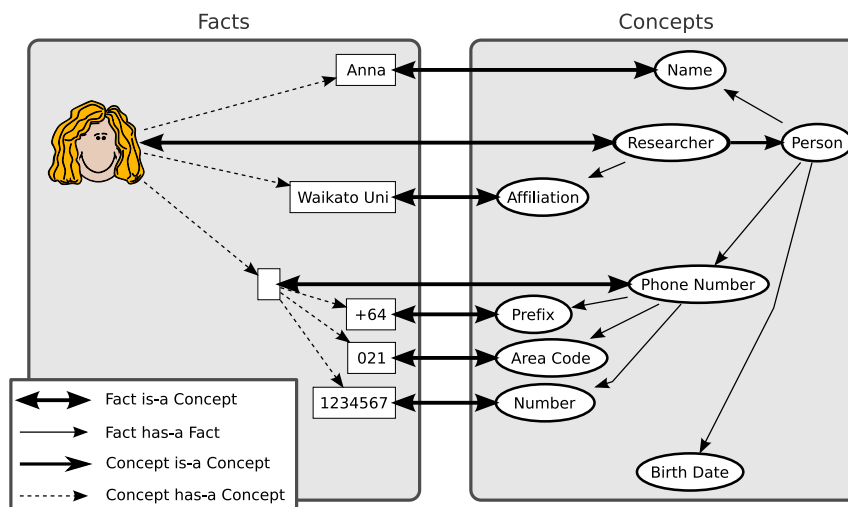 Facts
Concepts
Anna
Name
Researcher
Person
Waikato Uni
Affiliation
Phone Number
+64
Prefix
021
Area Code
1234567
Number
Birth Date
Fact is-a Concept
Fact has-a Fact
Concept is-a Concept
Concept has-a Concept